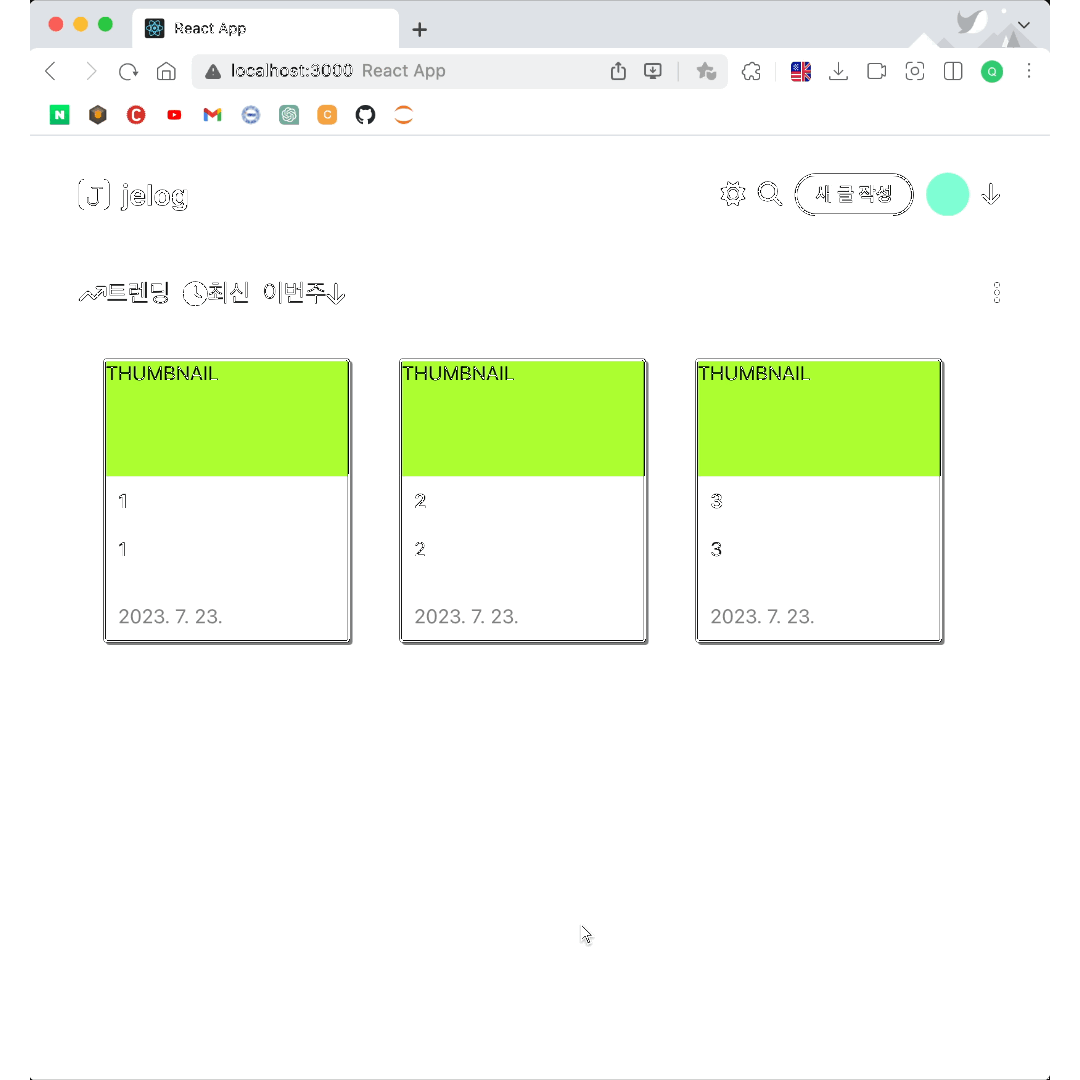 React App
localhost:3000 React App
J jelog 새 글 작성
트렌딩 최신 이번주
THUMBNAIL THUMBNAIL THUMBNAIL
1 2 3
1 2 3
2023. 7. 23. 2023. 7. 23. 2023. 7. 23.